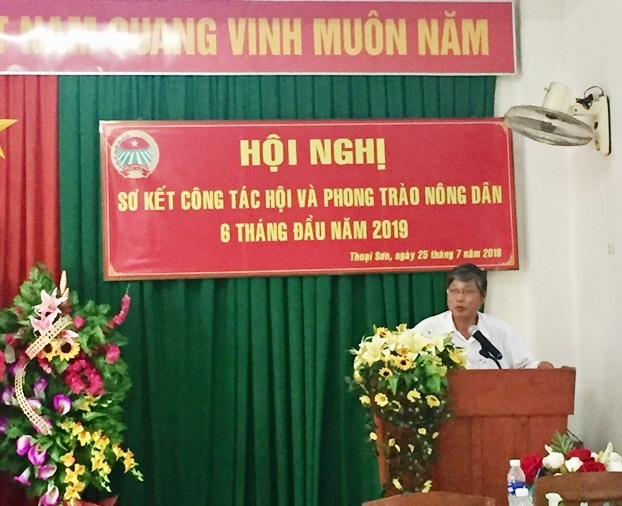 T NAM QUANG VINH MUÔN NĂM
HỘI NGHỊ
SƠ KẾT CÔNG TÁC HỘI VÀ PHONG TRÀO NÔNG DÂN
6 THÁNG ĐẦU NĂM 2019
Thoại Sơn, ngày 25 tháng 7 năm 2019